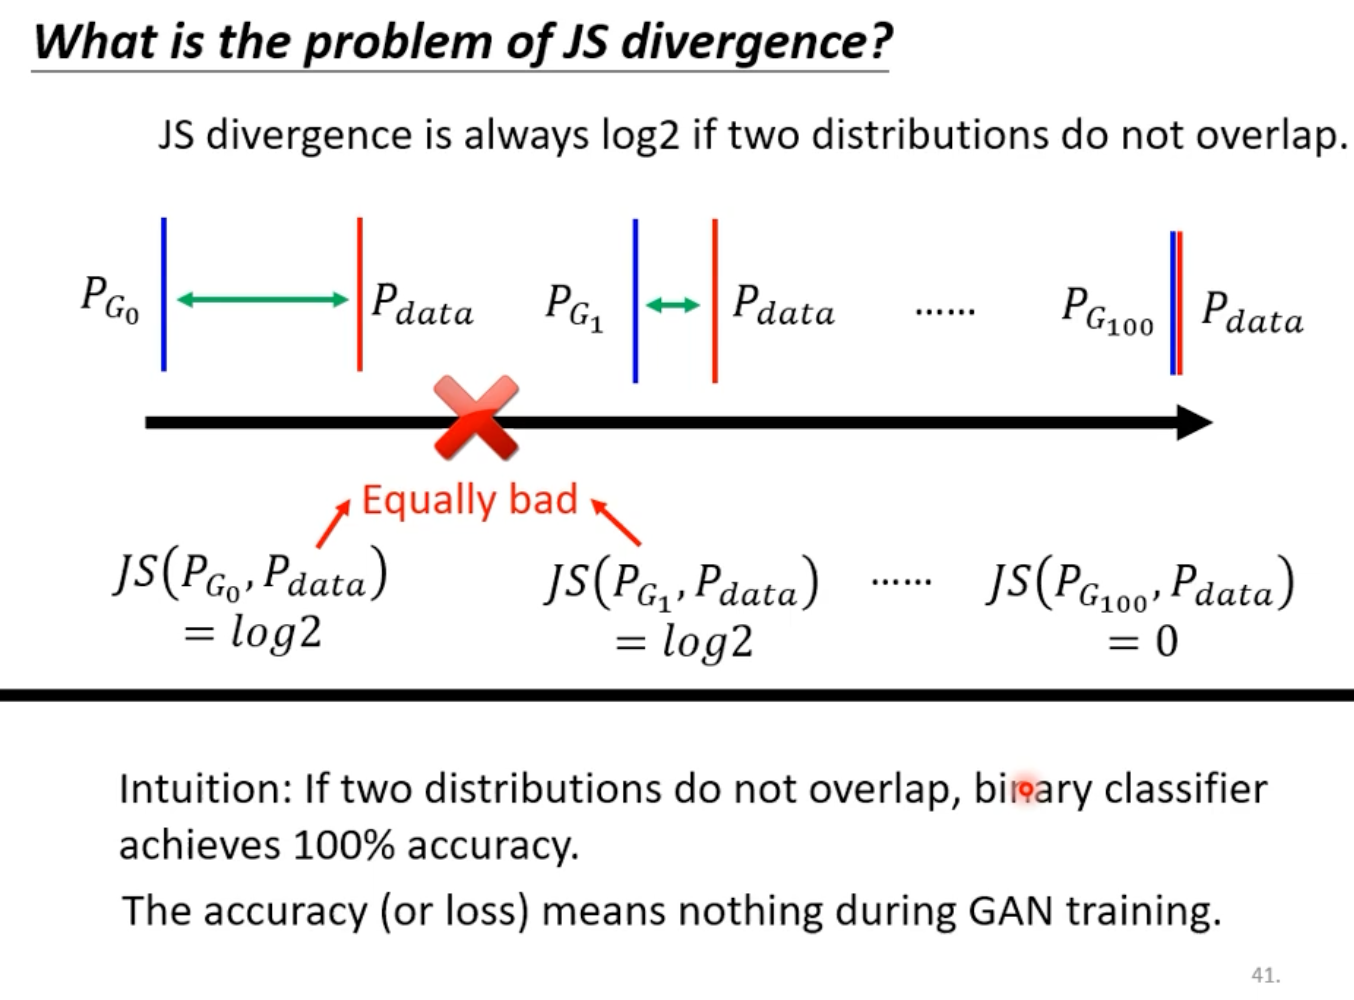 What is the problem of JS divergence?
JS divergence is always log2 if two distributions do not overlap.
P_{G_0} P_{data} P_{G_1} P_{data} …… P_{G_{100}} P_{data}
Equally bad
JS(P_{G_0}, P_{data}) JS(P_{G_1}, P_{data}) …… JS(P_{G_{100}}, P_{data})
= log2 = log2 = 0
Intuition: If two distributions do not overlap, binary classifier
achieves 100% accuracy.
The accuracy (or loss) means nothing during GAN training.
41.